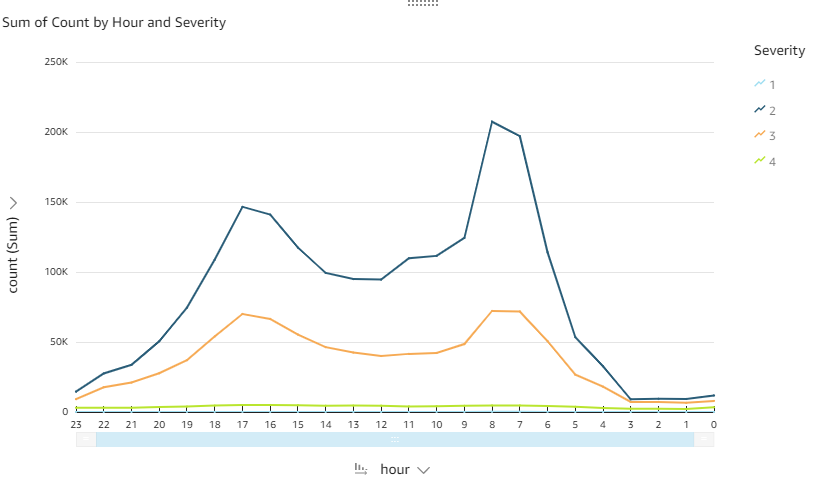 Sum of Count by Hour and Severity
Severity
1
2
3
4
250K
200K
150K
100K
50K
0
count (Sum)
23 22 21 20 19 18 17 16 15 14 13 12 11 10 9 8 7 6 5 4 3 2 1 0
hour